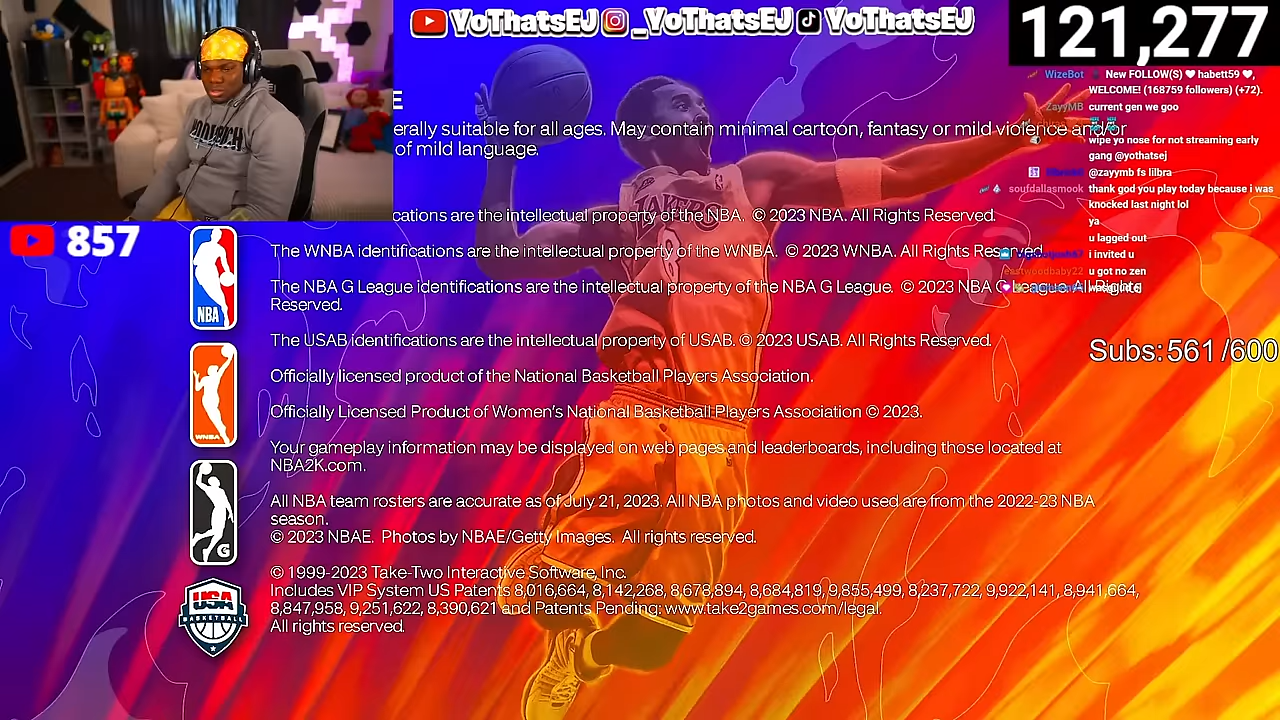 YoThatsEJ _YoThatsEJ YoThatsEJ
121,277
WizeBot New FOLLOW(S) habett59,
WELCOME! (168759 followers) (+72).
ZayyMB current gen we goo
wipe yo nose for not streaming early
gang @yothatsej
@zayymb fs lilbra
soufdallasmook thank god you play today because i was
knocked last night lol
ya
u lagged out
i invited u
eastwoodbaby22 u got no zen
Subs: 561/600
857
E
erally suitable for all ages. May contain minimal cartoon, fantasy or mild violence and/or
of mild language.
cations are the intellectual property of the NBA. © 2023 NBA. All Rights Reserved.
The WNBA identifications are the intellectual property of the WNBA. © 2023 WNBA. All Rights Reserved.
The NBA G League identifications are the intellectual property of the NBA G League. © 2023 NBA G League. All Rights
Reserved.
The USAB identifications are the intellectual property of USAB. © 2023 USAB. All Rights Reserved.
Officially licensed product of the National Basketball Players Association.
Officially Licensed Product of Women's National Basketball Players Association © 2023.
Your gameplay information may be displayed on web pages and leaderboards, including those located at
NBA2K.com.
All NBA team rosters are accurate as of July 21, 2023. All NBA photos and video used are from the 2022-23 NBA
season.
© 2023 NBAE. Photos by NBAE/Getty Images. All rights reserved.
© 1999-2023 Take-Two Interactive Software, Inc.
Includes VIP System US Patents 8,016,664, 8,142,268, 8,678,894, 8,684,819, 9,855,499, 8,237,722, 9,922,141, 8,941,664,
8,847,958, 9,251,622, 8,390,621 and Patents Pending: www.take2games.com/legal.
All rights reserved.
NBA
WNBA
G
USA
BASKETBALL
LAKERS